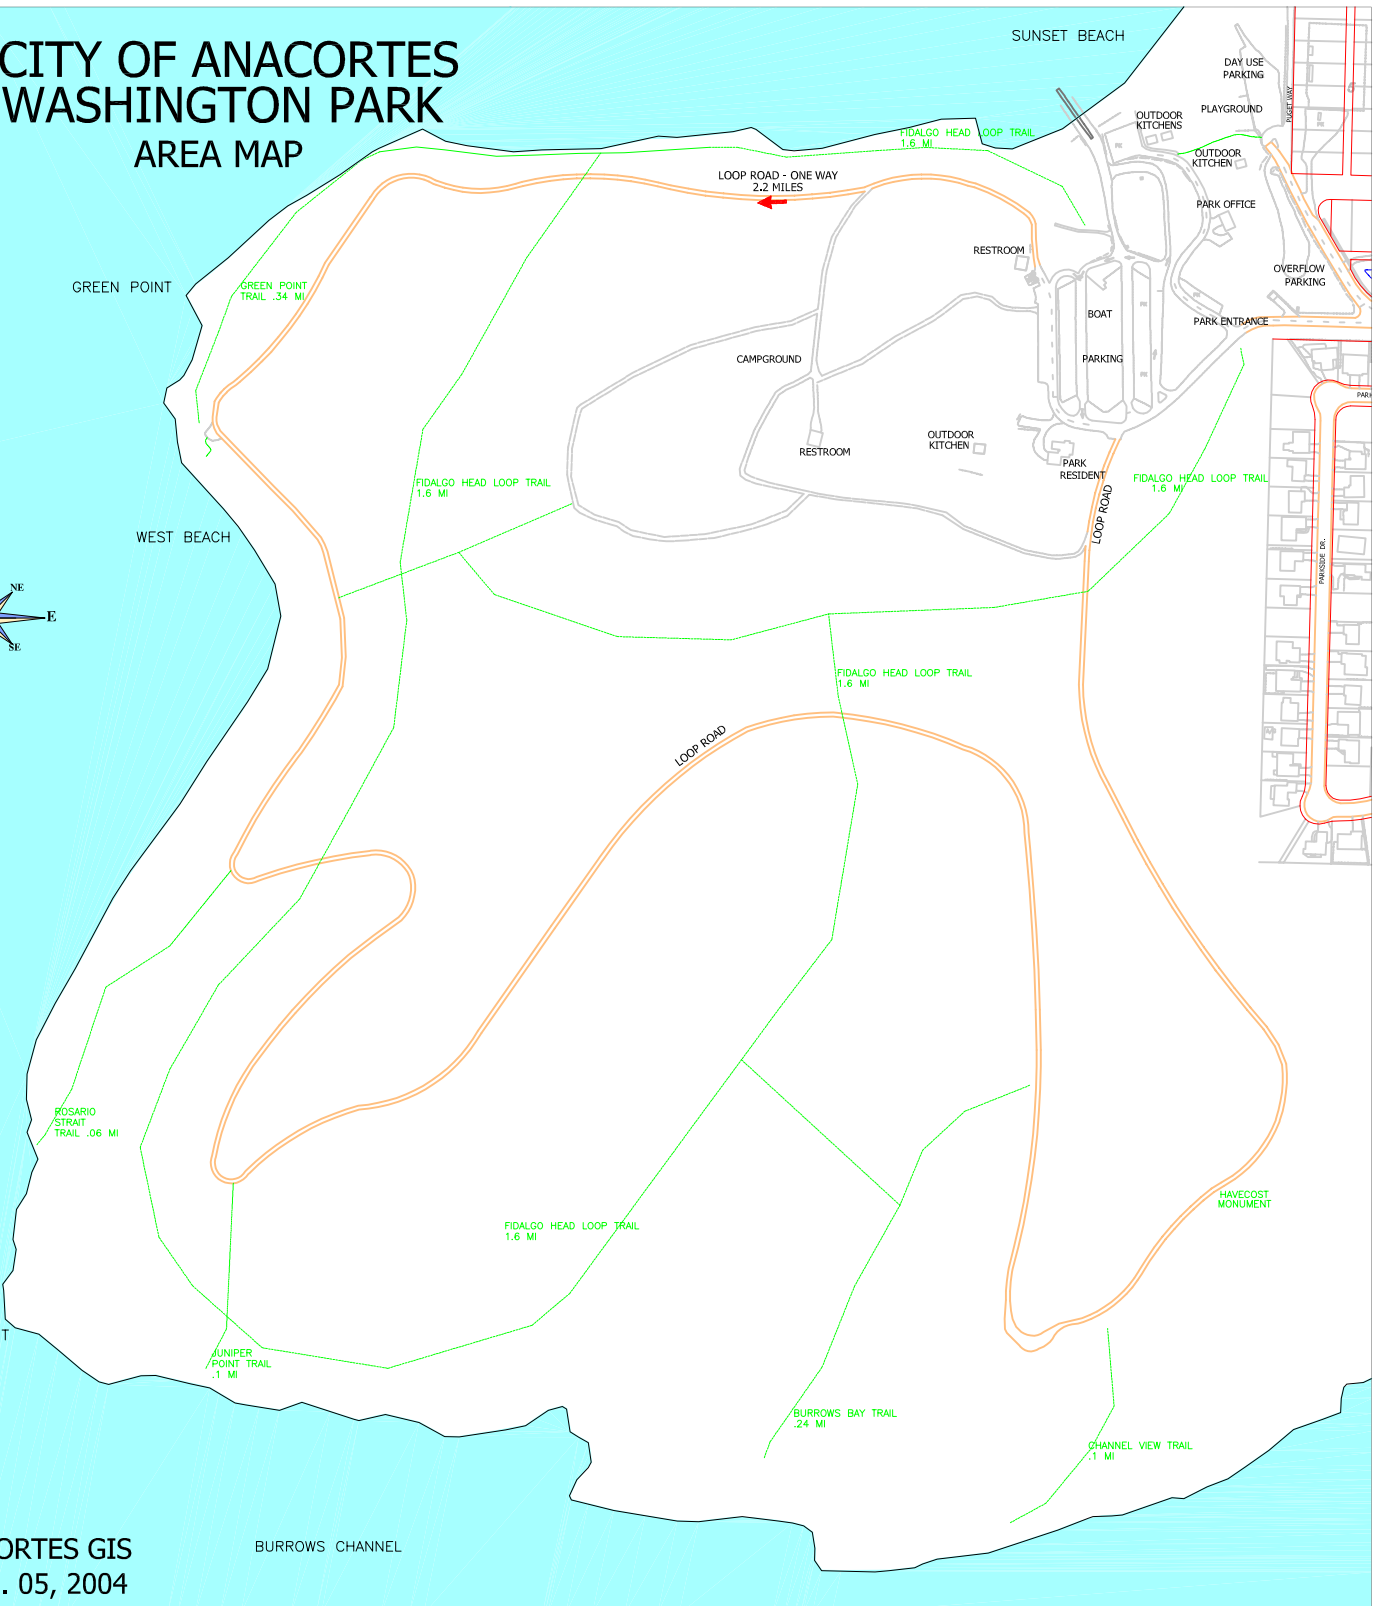 CITY OF ANACORTES
WASHINGTON PARK
AREA MAP
SUNSET BEACH
DAY USE
PARKING
PUGET WAY
PLAYGROUND
OUTDOOR
KITCHENS
FIDALGO HEAD LOOP TRAIL
1.6 MI
OUTDOOR
KITCHEN
LOOP ROAD - ONE WAY
2.2 MILES
PARK OFFICE
RESTROOM
OVERFLOW
PARKING
GREEN POINT
GREEN POINT
TRAIL .34 MI
BOAT
PARKING
PARK ENTRANCE
CAMPGROUND
PARK
OUTDOOR
KITCHEN
RESTROOM
PARK
RESIDENT
FIDALGO HEAD LOOP TRAIL
1.6 MI
FIDALGO HEAD LOOP TRAIL
1.6 MI
LOOP ROAD
WEST BEACH
PARKSIDE DR.
NE
E
SE
FIDALGO HEAD LOOP TRAIL
1.6 MI
LOOP ROAD
ROSARIO
STRAIT
TRAIL .06 MI
HAVECOST
MONUMENT
FIDALGO HEAD LOOP TRAIL
1.6 MI
T
JUNIPER
POINT TRAIL
.1 MI
BURROWS BAY TRAIL
.24 MI
CHANNEL VIEW TRAIL
.1 MI
ORTES GIS
. 05, 2004
BURROWS CHANNEL